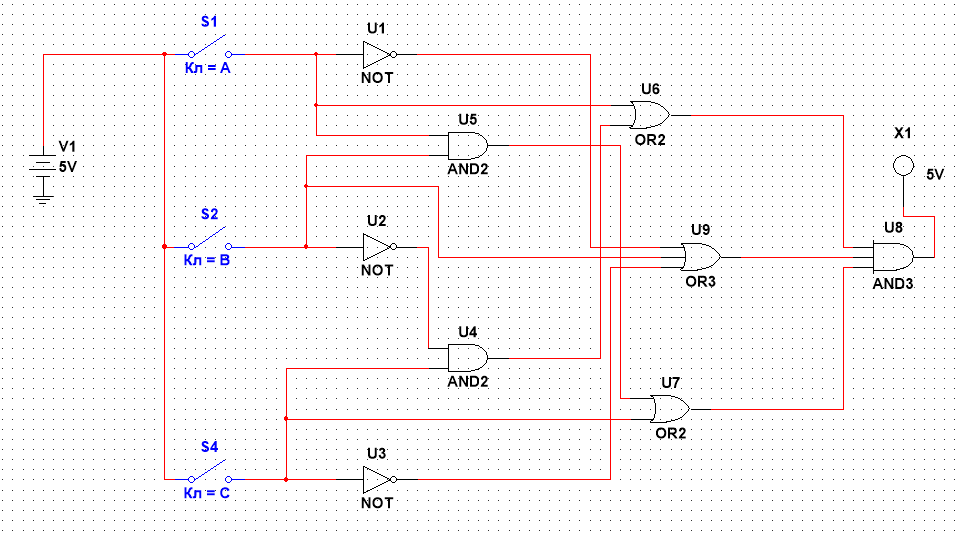 S1
Кл = A
U1
NOT
U6
OR2
U5
AND2
V1
5V
X1
5V
S2
Кл = B
U2
NOT
U9
OR3
U8
AND3
U4
AND2
U7
OR2
S4
Кл = C
U3
NOT